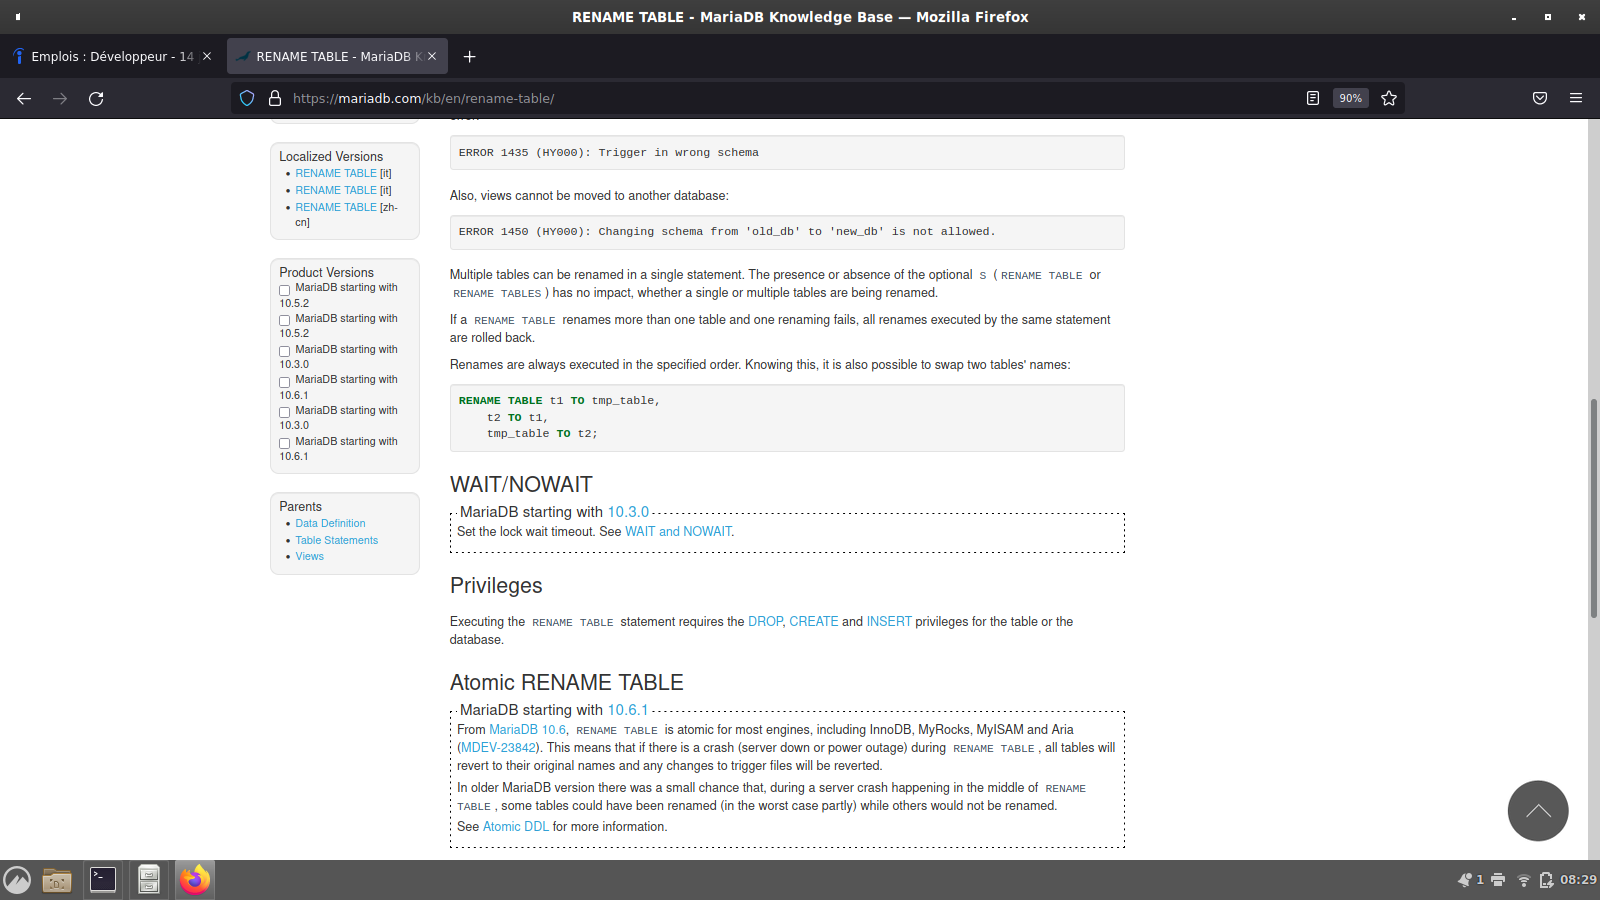 RENAME TABLE - MariaDB Knowledge Base — Mozilla Firefox
Emplois : Développeur - 14
RENAME TABLE - MariaDB K
https://mariadb.com/kb/en/rename-table/
90%
Localized Versions
RENAME TABLE [it]
RENAME TABLE [it]
RENAME TABLE [zh-
cn]
Product Versions
MariaDB starting with
10.5.2
MariaDB starting with
10.5.2
MariaDB starting with
10.3.0
MariaDB starting with
10.6.1
MariaDB starting with
10.3.0
MariaDB starting with
10.6.1
Parents
Data Definition
Table Statements
Views
ERROR 1435 (HY000): Trigger in wrong schema
Also, views cannot be moved to another database:
ERROR 1450 (HY000): Changing schema from 'old_db' to 'new_db' is not allowed.
Multiple tables can be renamed in a single statement. The presence or absence of the optional S (RENAME TABLE or
RENAME TABLES) has no impact, whether a single or multiple tables are being renamed.
If a RENAME TABLE renames more than one table and one renaming fails, all renames executed by the same statement
are rolled back.
Renames are always executed in the specified order. Knowing this, it is also possible to swap two tables' names:
RENAME TABLE t1 TO tmp_table,
t2 TO t1,
tmp_table TO t2;
WAIT/NOWAIT
MariaDB starting with 10.3.0
Set the lock wait timeout. See WAIT and NOWAIT.
Privileges
Executing the RENAME TABLE statement requires the DROP, CREATE and INSERT privileges for the table or the
database.
Atomic RENAME TABLE
MariaDB starting with 10.6.1
From MariaDB 10.6, RENAME TABLE is atomic for most engines, including InnoDB, MyRocks, MyISAM and Aria
(MDEV-23842). This means that if there is a crash (server down or power outage) during RENAME TABLE, all tables will
revert to their original names and any changes to trigger files will be reverted.
In older MariaDB version there was a small chance that, during a server crash happening in the middle of RENAME
TABLE, some tables could have been renamed (in the worst case partly) while others would not be renamed.
See Atomic DDL for more information.
1
08:29